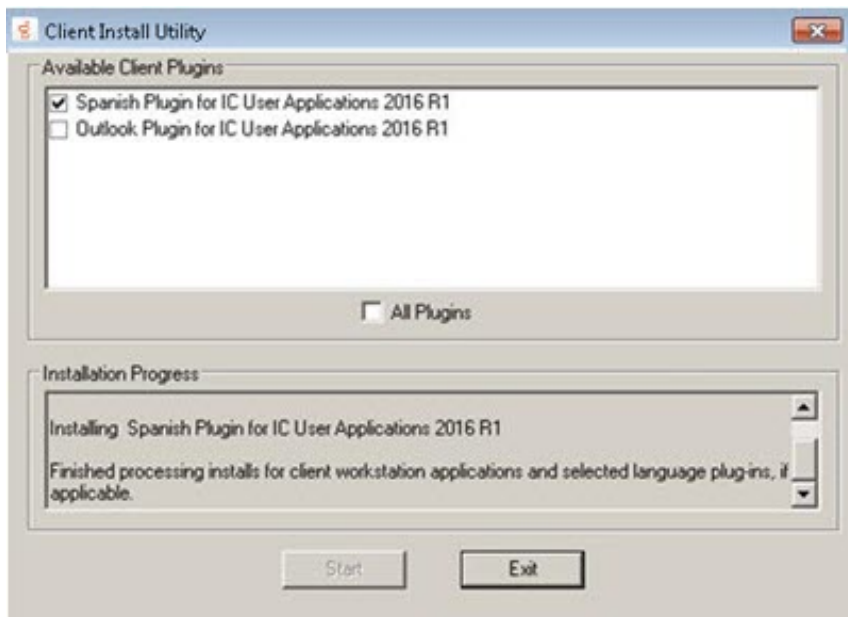 Client Install Utility
Available Client Plugins
Spanish Plugin for IC User Applications 2016 R1
Outlook Plugin for IC User Applications 2016 R1
All Plugins
Installation Progress
Installing Spanish Plugin for IC User Applications 2016 R1
Finished processing installs for client workstation applications and selected language plug-ins, if
applicable.
Start
Exit